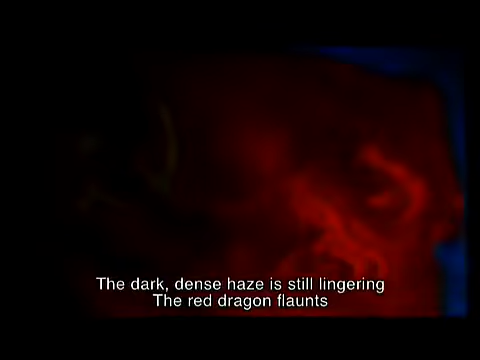 The dark, dense haze is still lingering
The red dragon flaunts